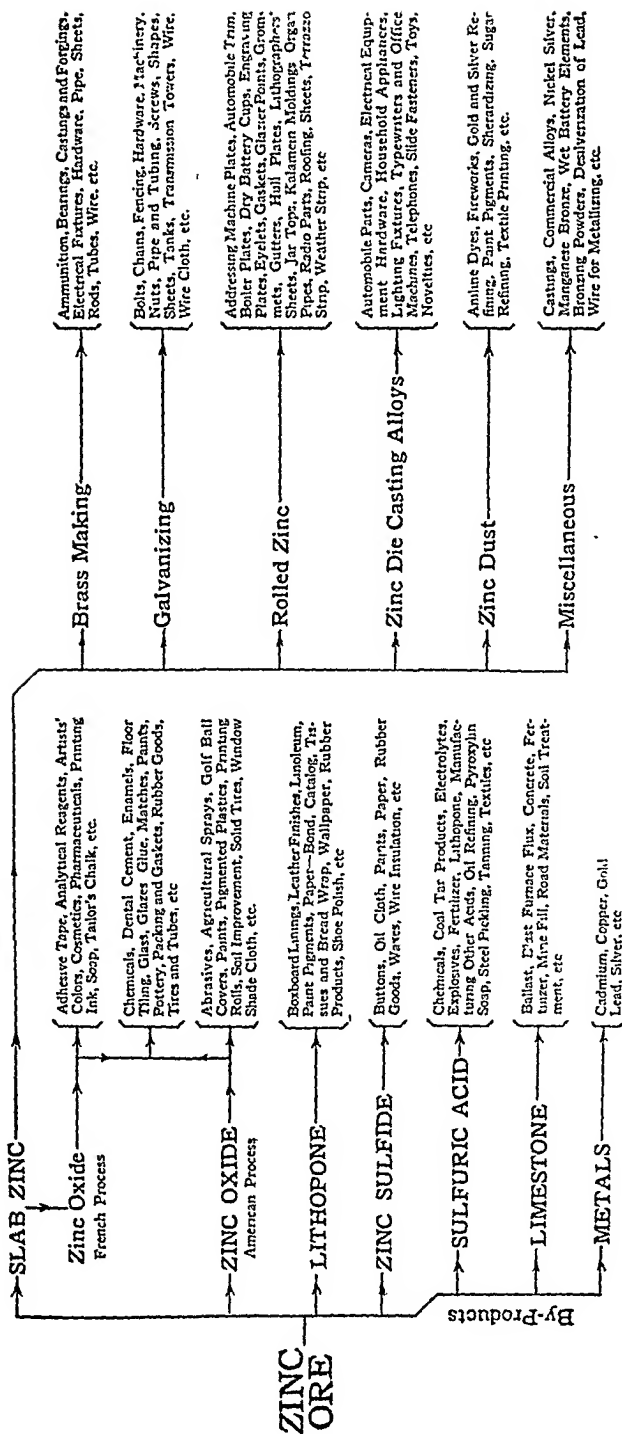 ZINC
ORE
SLAB ZINC
Zinc Oxide
French Process
Adhesive Tape, Analytical Reagents, Artists'
Colors, Cosmetics, Pharmaceuticals, Printing
Ink, Soap, Tailor's Chalk, etc.
Chemicals, Dental Cement, Enamels, Floor
Tiling, Glass, Glazes Glue, Matches, Paints,
Pottery, Packing and Gaskets, Rubber Goods,
Tires and Tubes, etc
ZINC OXIDE
American Process
Abrasives, Agricultural Sprays, Golf Ball
Covers, Paints, Pigmented Plastics, Printing
Rolls, Soil Improvement, Solid Tires, Window
Shade Cloth, etc.
LITHOPONE
Boxboard Linings, Leather Finishes, Linoleum,
Paint Pigments, Paper—Bond, Catalog, Tis-
sues and Bread Wrap, Wallpaper, Rubber
Products, Shoe Polish, etc
ZINC SULFIDE
Buttons, Oil Cloth, Paints, Paper, Rubber
Goods, Waxes, Wire Insulation, etc
By-Products
SULFURIC ACID
Chemicals, Coal Tar Products, Electrolytes,
Explosives, Fertilizer, Lithopone, Manufac-
turing Other Acids, Oil Refining, Pyroxylin
Soap, Steel Pickling, Tanning, Textiles, etc
LIMESTONE
Ballast, Blast Furnace Flux, Concrete, Fer-
tilizer, Mine Fill, Road Materials, Soil Treat-
ment, etc
METALS
Cadmium, Copper, Gold
Lead, Silver, etc
Brass Making
Ammunition, Bearings, Castings and Forgings,
Electrical Fixtures, Hardware, Pipe, Sheets,
Rods, Tubes, Wire, etc.
Galvanizing
Bolts, Chains, Fencing, Hardware, Machinery,
Nuts, Pipe and Tubing, Screws, Shapes,
Sheets, Tanks, Transmission Towers, Wire,
Wire Cloth, etc.
Rolled Zinc
Addressing Machine Plates, Automobile Trim,
Boiler Plates, Dry Battery Cups, Engraving
Plates, Eyelets, Gaskets, Glazier Points, Grom-
mets, Gutters, Hull Plates, Lithographers'
Sheets, Jar Tops, Kalamein Moldings Organ
Pipes, Radio Parts, Roofing, Sheets, Terrazzo
Strip, Weather Strip, etc
Zinc Die Casting Alloys
Automobile Parts, Cameras, Electrical Equip-
ment Hardware, Household Appliances,
Lighting Fixtures, Typewriters and Office
Machines, Telephones, Slide Fasteners, Toys,
Novelties, etc
Zinc Dust
Aniline Dyes, Fireworks, Gold and Silver Re-
fining, Paint Pigments, Sherardizing, Sugar
Refining, Textile Printing, etc.
Miscellaneous
Castings, Commercial Alloys, Nickel Silver,
Manganese Bronze, Wet Battery Elements,
Bronzing Powders, Desilverization of Lead,
Wire for Metallizing, etc.